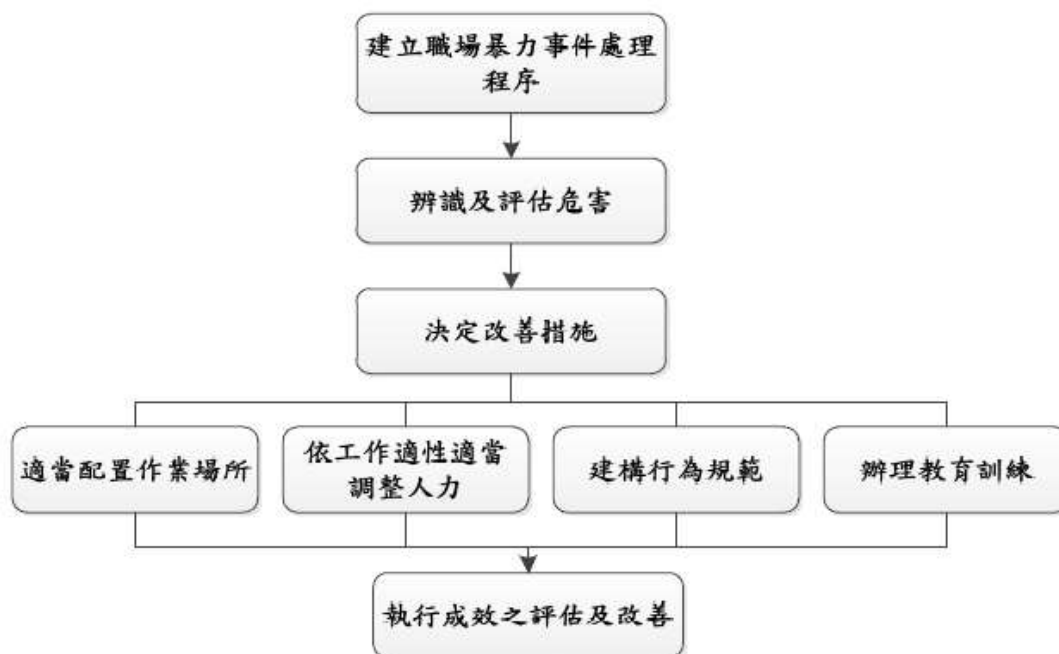 建立職場暴力事件處理
程序
辨識及評估危害
決定改善措施
適當配置作業場所
依工作適性適當
調整人力
建構行為規範
辦理教育訓練
執行成效之評估及改善